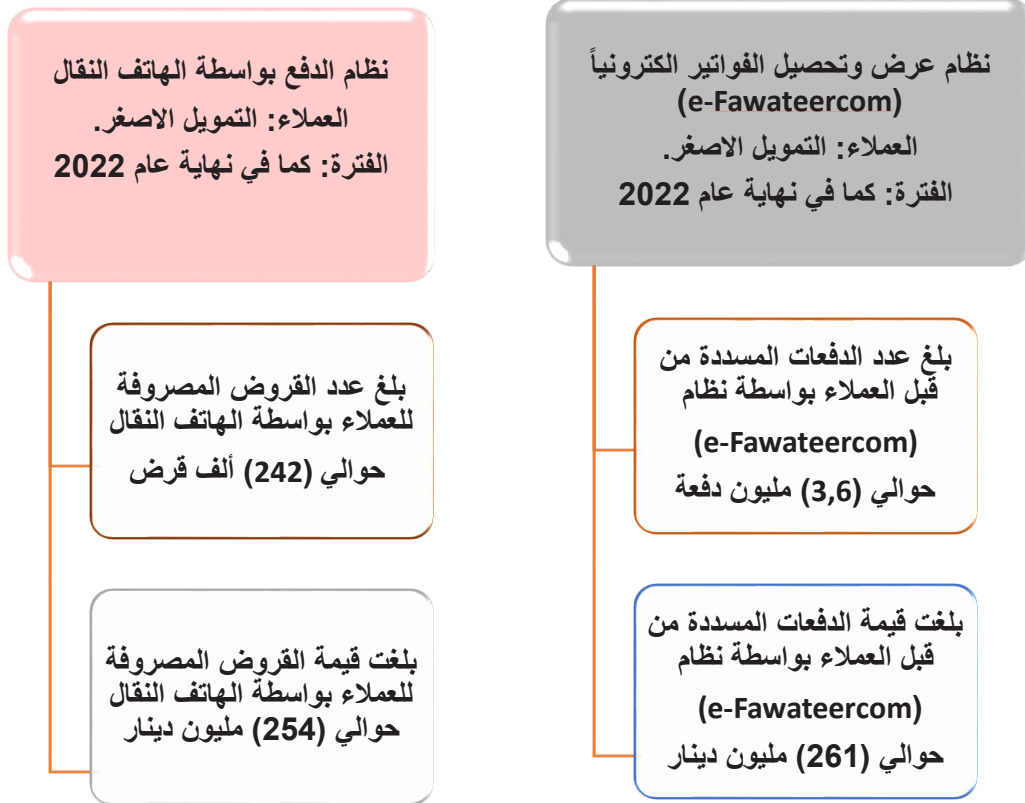 نظام عرض وتحصيل الفواتير الكترونياً
(e-Fawateercom)
العملاء: التمويل الاصغر.
الفترة: كما في نهاية عام 2022
بلغ عدد الدفعات المسددة من
قبل العملاء بواسطة نظام
(e-Fawateercom)
حوالي (3,6) مليون دفعة
بلغت قيمة الدفعات المسددة من
قبل العملاء بواسطة نظام
(e-Fawateercom)
حوالي (261) مليون دينار
نظام الدفع بواسطة الهاتف النقال
العملاء: التمويل الاصغر.
الفترة: كما في نهاية عام 2022
بلغ عدد القروض المصروفة
للعملاء بواسطة الهاتف النقال
حوالي (242) ألف قرض
بلغت قيمة القروض المصروفة
للعملاء بواسطة الهاتف النقال
حوالي (254) مليون دينار